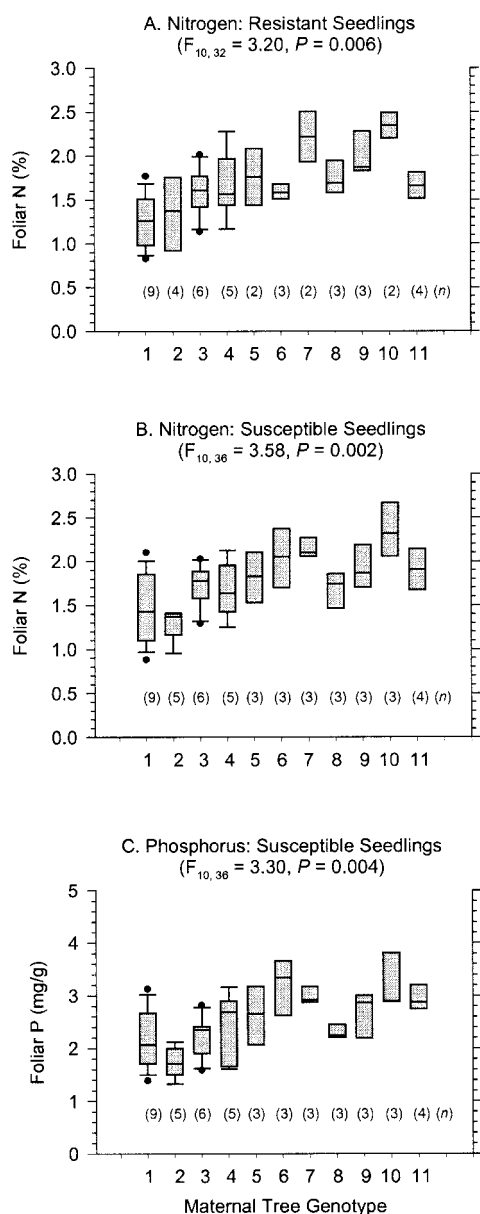 A. Nitrogen: Resistant Seedlings
(F10, 32 = 3.20, P = 0.006)
3.0
2.5
2.0
1.5
1.0
0.5
0.0
Foliar N (%)
(9) (4) (6) (5) (2) (3) (2) (3) (3) (2) (4) (n)
1 2 3 4 5 6 7 8 9 10 11
B. Nitrogen: Susceptible Seedlings
(F10, 36 = 3.58, P = 0.002)
3.0
2.5
2.0
1.5
1.0
0.5
0.0
Foliar N (%)
(9) (5) (6) (5) (3) (3) (3) (3) (3) (3) (4) (n)
1 2 3 4 5 6 7 8 9 10 11
C. Phosphorus: Susceptible Seedlings
(F10, 36 = 3.30, P = 0.004)
5
4
3
2
1
0
Foliar P (mg/g)
(9) (5) (6) (5) (3) (3) (3) (3) (3) (3) (4) (n)
1 2 3 4 5 6 7 8 9 10 11
Maternal Tree Genotype